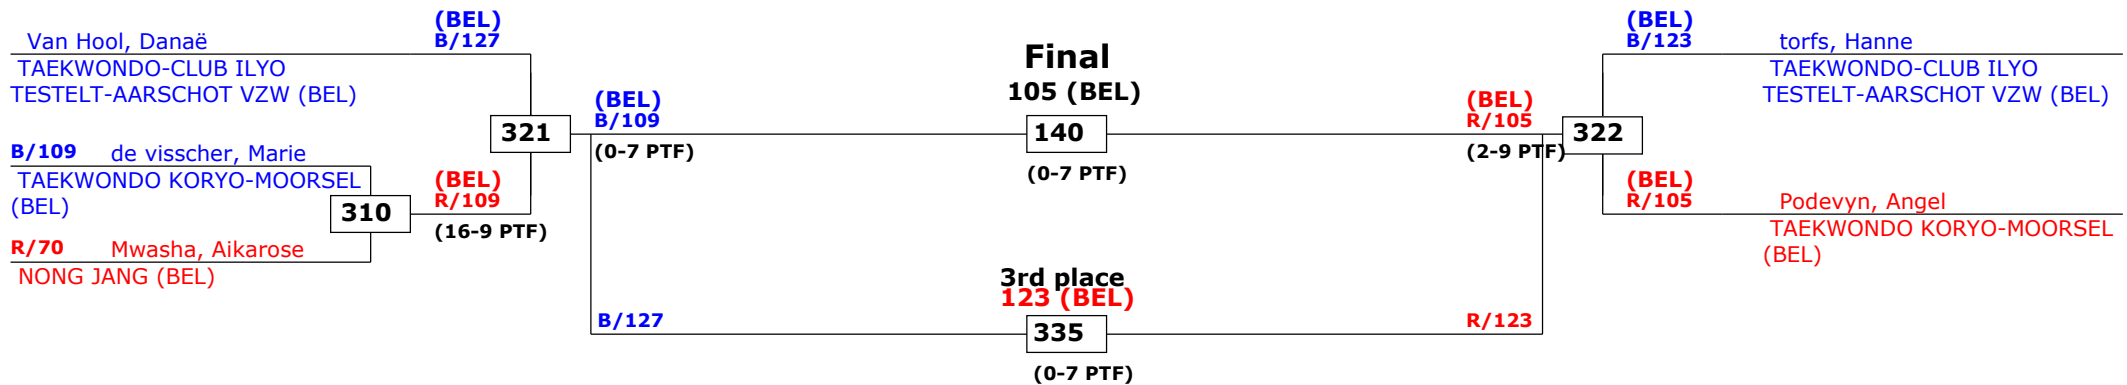 (BEL)
B/127
Van Hool, Danaë
TAEKWONDO-CLUB ILYO
TESTELT-AARSCHOT VZW (BEL)
B/109 de visscher, Marie
TAEKWONDO KORYO-MOORSEL
(BEL)
R/70 Mwasha, Aikarose
NONG JANG (BEL)
310
(BEL)
R/109
(16-9 PTF)
321
(BEL)
B/109
(0-7 PTF)
Final
105 (BEL)
140
(0-7 PTF)
3rd place
123 (BEL)
B/127
335
R/123
(0-7 PTF)
(BEL)
R/105
(2-9 PTF)
322
(BEL)
B/123
torfs, Hanne
TAEKWONDO-CLUB ILYO
TESTELT-AARSCHOT VZW (BEL)
(BEL)
R/105
Podevyn, Angel
TAEKWONDO KORYO-MOORSEL
(BEL)